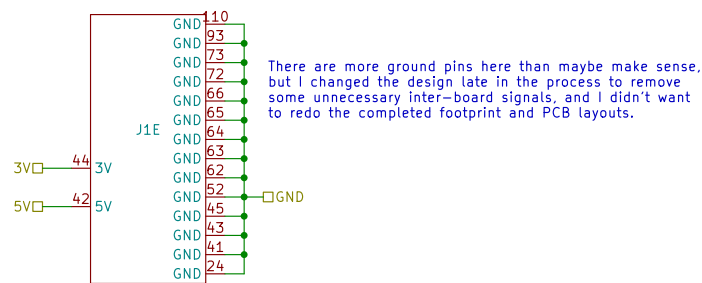 110
GND
93
GND
There are more ground pins here than maybe make sense,
73
GND
but I changed the design late in the process to remove
72
GND
some unnecessary inter-board signals, and I didn't want
66
GND
to redo the completed footprint and PCB layouts.
65
GND
J1E
64
GND
63
GND
3V 44 3V
62
GND
52
GND GND
5V 42 5V
45
GND
43
GND
41
GND
24
GND